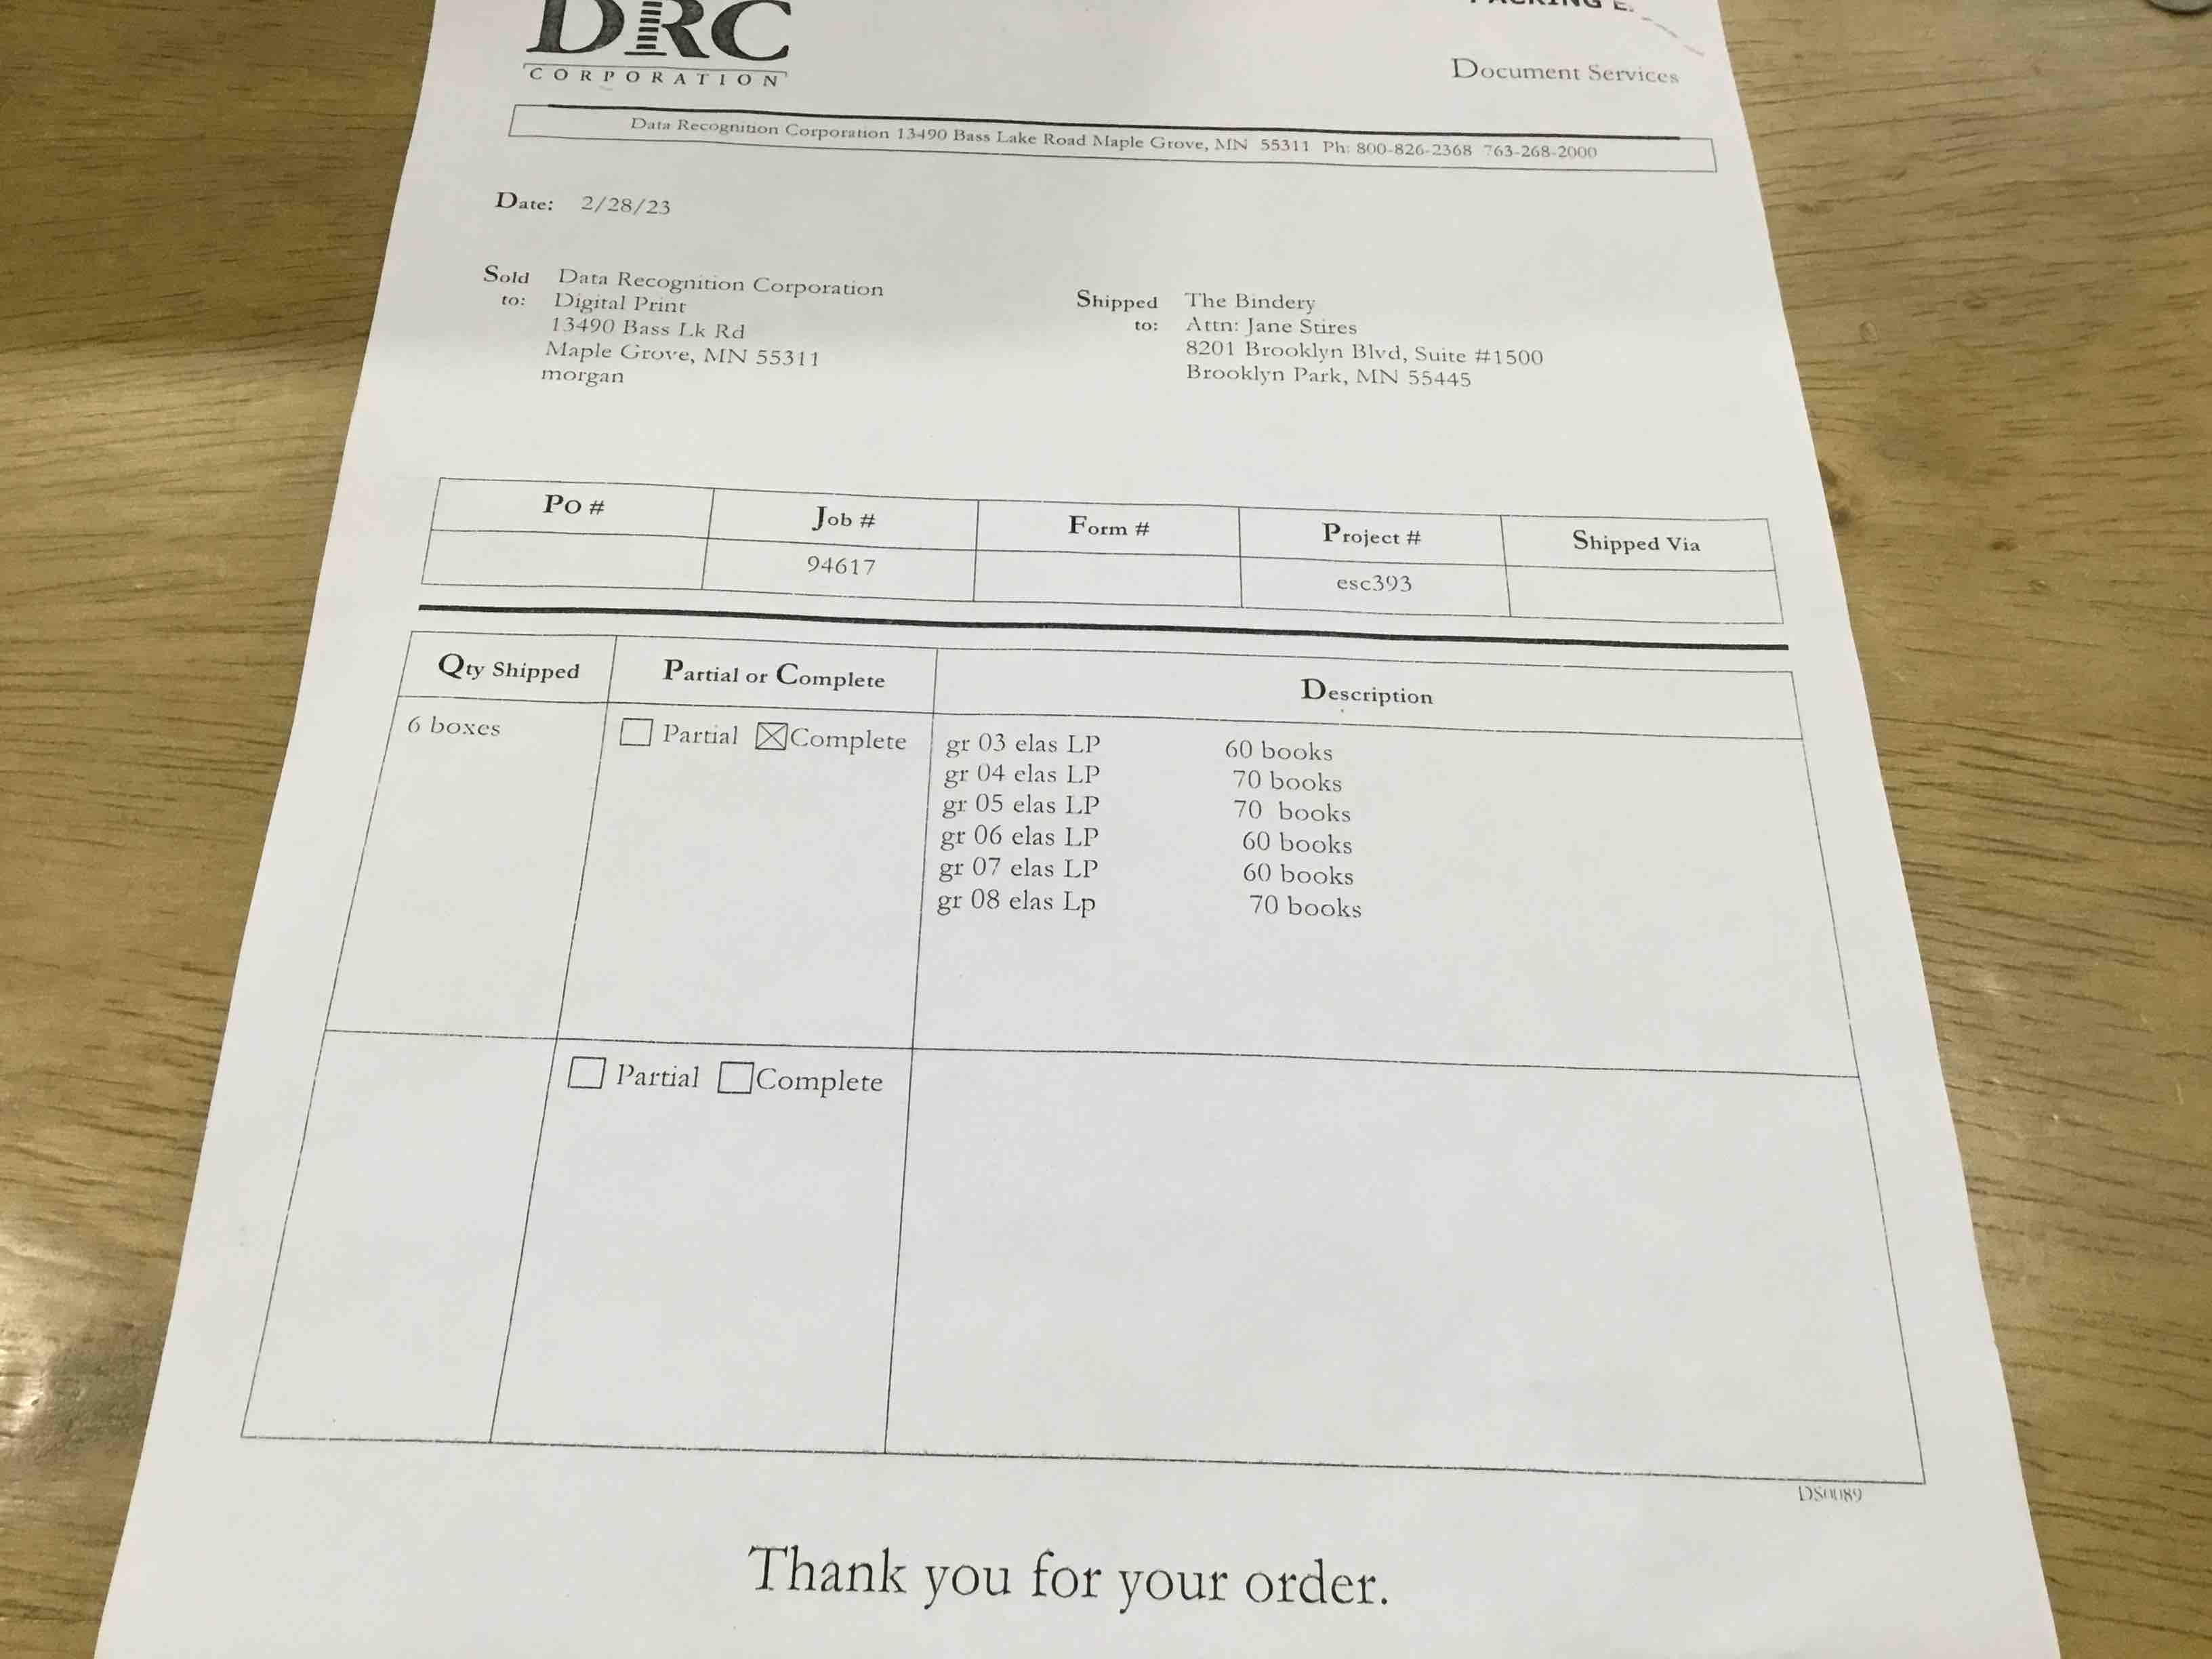 DRC
CORPORATION
PACKING
Document Services
Data Recognition Corporation 13490 Bass Lake Road Maple Grove, MN 55311 Ph: 800-826-2368 763-268-2000
Date: 2/28/23
Sold to: Data Recognition Corporation
Digital Print
13490 Bass Lk Rd
Maple Grove, MN 55311
morgan
Shipped to: The Bindery
Attn: Jane Stires
8201 Brooklyn Blvd, Suite #1500
Brooklyn Park, MN 55445
Po # Job # Form # Project # Shipped Via
94617 esc393
Qty Shipped Partial or Complete Description
6 boxes Partial Complete gr 03 elas LP 60 books
gr 04 elas LP 70 books
gr 05 elas LP 70 books
gr 06 elas LP 60 books
gr 07 elas LP 60 books
gr 08 elas Lp 70 books
Partial Complete
DS0089
Thank you for your order.